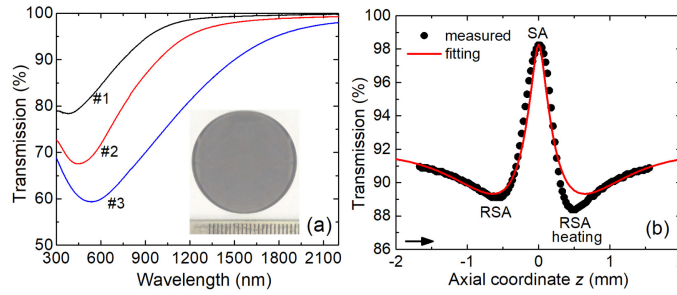 Transmission (%)
100
90
80
70
60
50
#1
#2
#3
(a)
300 600 900 1200 1500 1800 2100
Wavelength (nm)
Transmission (%)
100
98
96
94
92
90
88
86
measured
fitting
SA
RSA
RSA
heating
(b)
-2 -1 0 1 2
Axial coordinate z (mm)